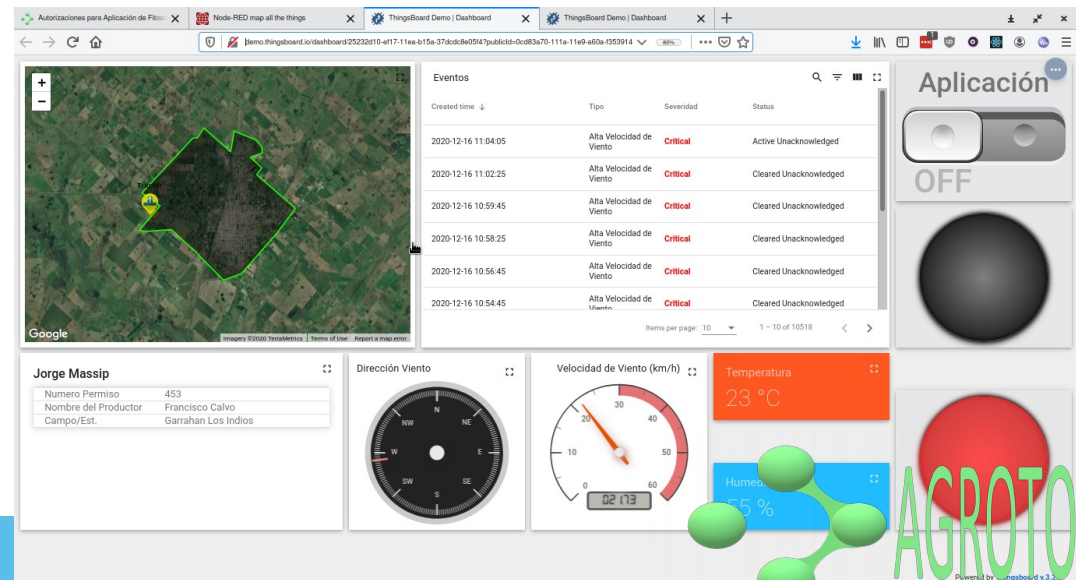 Autorizaciones para Aplicación de Fitos
Node-RED map all the things
ThingsBoard Demo | Dashboard
ThingsBoard Demo | Dashboard
demo.thingsboard.io/dashboard/25232d10-ef17-11ea-b15a-37dcdc8e05f4?publicId=0cd83a70-111a-11e9-a60a-f353914
80%
Google
Imagery ©2020 TerraMetrics
Terms of Use
Report a map error
Eventos
Created time ↓ Tipo Severidad Status
2020-12-16 11:04:05 Alta Velocidad de Viento Critical Active Unacknowledged
2020-12-16 11:02:25 Alta Velocidad de Viento Critical Cleared Unacknowledged
2020-12-16 10:59:45 Alta Velocidad de Viento Critical Cleared Unacknowledged
2020-12-16 10:58:25 Alta Velocidad de Viento Critical Cleared Unacknowledged
2020-12-16 10:56:45 Alta Velocidad de Viento Critical Cleared Unacknowledged
2020-12-16 10:54:45 Alta Velocidad de Viento Critical Cleared Unacknowledged
Items per page: 10 1 – 10 of 10518
Aplicación
OFF
Jorge Massip
Numero Permiso 453
Nombre del Productor Francisco Calvo
Campo/Est. Garrahan Los Indios
Dirección Viento
N
NW NE
W E
SW SE
S
Velocidad de Viento (km/h)
30
20 40
10 50
0 60
Temperatura
23 °C
55 %
AGROTO
Powered by